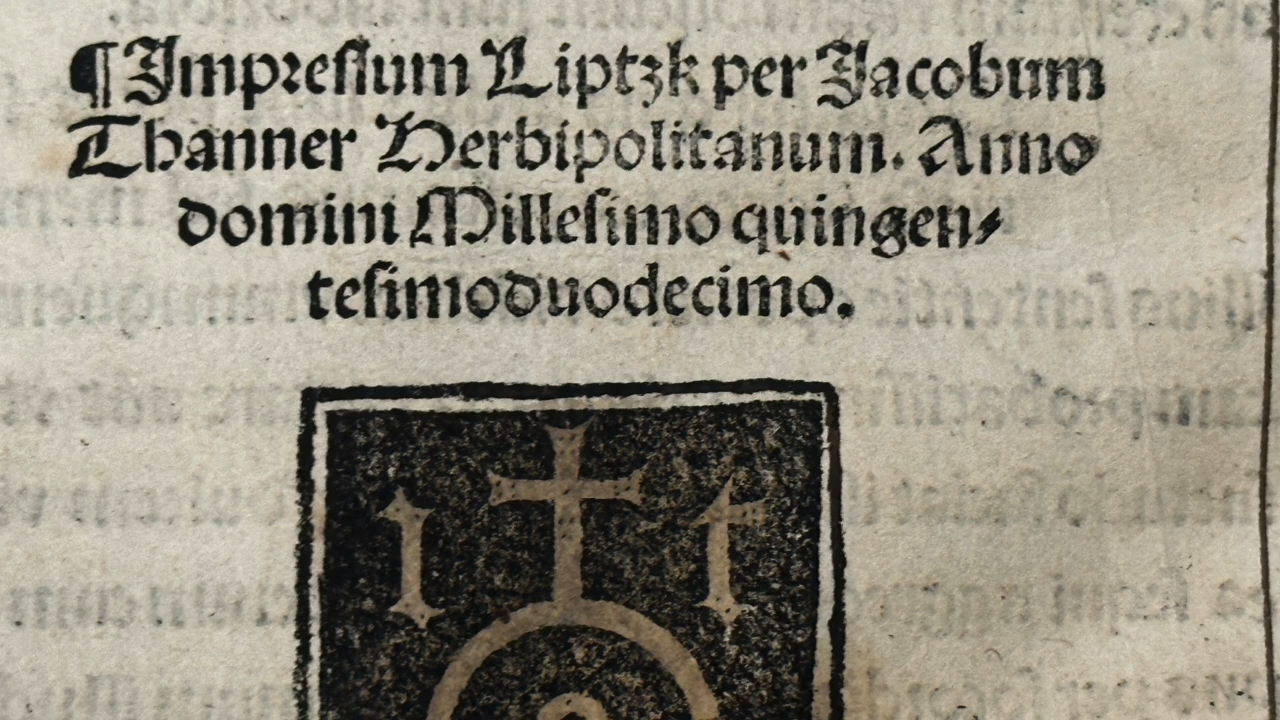 ¶Impreſſum Liptzk per Jacobum
Thanner Herbipolitanum. Anno
domini Milleſimo quingen⸗
teſimoduodecimo.
I t